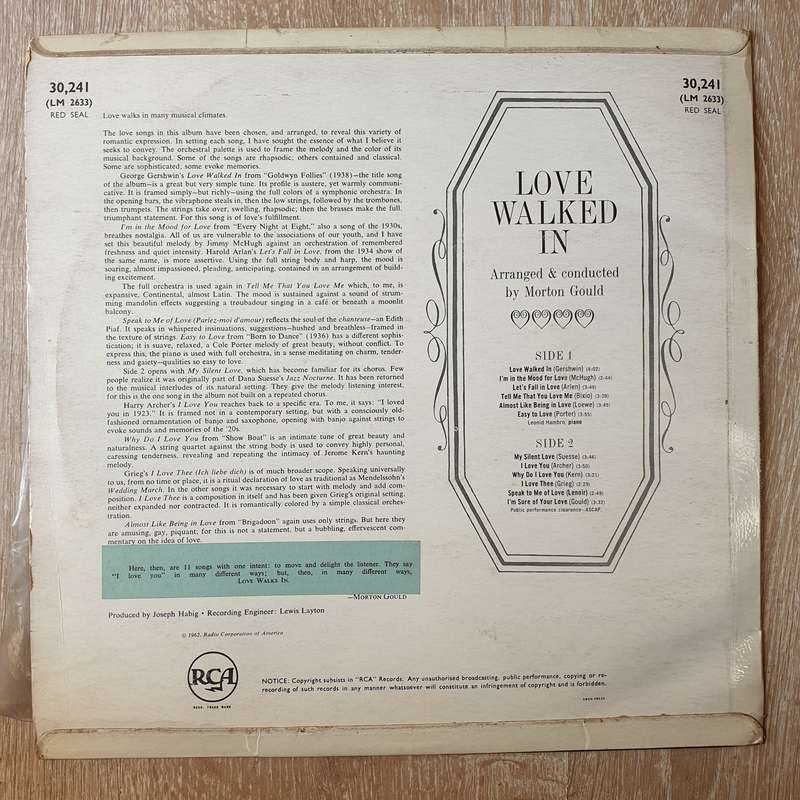 30,241
(LM 2633)
RED SEAL
Love walks in many musical climates.
The love songs in this album have been chosen, and arranged, to reveal this variety of
romantic expression. In setting each song, I have sought the essence of what I believe it
seeks to convey. The orchestral palette is used to frame the melody and the color of its
musical background. Some of the songs are rhapsodic; others contained and classical.
Some are sophisticated; some evoke memories.
George Gershwin's Love Walked In from "Goldwyn Follies" (1938)—the title song
of the album—is a great but very simple tune. Its profile is austere, yet warmly communi-
cative. It is framed simply—but richly—using the full colors of a symphonic orchestra. In
the opening bars, the vibraphone steals in, then the low strings, followed by the trombones,
then trumpets. The strings take over, swelling, rhapsodic; then the brasses make the full,
triumphant statement. For this song is of love's fulfillment.
I'm in the Mood for Love from "Every Night at Eight," also a song of the 1930s,
breathes nostalgia. All of us are vulnerable to the associations of our youth, and I have
set this beautiful melody by Jimmy McHugh against an orchestration of remembered
freshness and quiet intensity. Harold Arlan's Let's Fall in Love, from the 1934 show of
the same name, is more assertive. Using the full string body and harp, the mood is
soaring, almost impassioned, pleading, anticipating, contained in an arrangement of build-
ing excitement.
The full orchestra is used again in Tell Me That You Love Me which, to me, is
expansive, Continental, almost Latin. The mood is sustained against a sound of strum-
ming mandolin effects suggesting a troubadour singing in a café or beneath a moonlit
balcony.
Speak to Me of Love (Parlez-moi d'amour) reflects the soul of the chanteuse—an Edith
Piaf. It speaks in whispered insinuations, suggestions—hushed and breathless—framed in
the texture of strings. Easy to Love from "Born to Dance" (1936) has a different sophis-
tication; it is suave, relaxed, a Cole Porter melody of great beauty, without conflict. To
express this, the piano is used with full orchestra, in a sense meditating on charm, tender-
ness and gaiety—qualities so easy to love.
Side 2 opens with My Silent Love, which has become familiar for its chorus. Few
people realize it was originally part of Dana Suesse's Jazz Nocturne. It has been returned
to the musical interludes of its natural setting. They give the melody listening interest,
for this is the one song in the album not built on a repeated chorus.
Harry Archer's I Love You reaches back to a specific era. To me, it says: "I loved
you in 1923." It is framed not in a contemporary setting, but with a consciously old-
fashioned ornamentation of banjo and saxophone, opening with banjo against strings to
evoke sounds and memories of the '20s.
Why Do I Love You from "Show Boat" is an intimate tune of great beauty and
naturalness. A string quartet against the string body is used to convey highly personal,
caressing tenderness, revealing and repeating the intimacy of Jerome Kern's haunting
melody.
Grieg's I Love Thee (Ich liebe dich) is of much broader scope. Speaking universally
to us, from no time or place, it is a ritual declaration of love as traditional as Mendelssohn's
Wedding March. In the other songs it was necessary to start with melody and add com-
position. I Love Thee is a composition in itself and has been given Grieg's original setting,
neither expanded nor contracted. It is romantically colored by a simple classical orches-
tration.
Almost Like Being in Love from "Brigadoon" again uses only strings. But here they
are amusing, gay, piquant; for this is not a statement, but a bubbling, effervescent com-
mentary on the idea of love.
Here, then, are 11 songs with one intent: to move and delight the listener. They say
"I love you" in many different ways; but, then, in many different ways,
LOVE WALKS IN.
—MORTON GOULD
Produced by Joseph Habig • Recording Engineer: Lewis Layton
© 1962, Radio Corporation of America
RCA
REGD. TRADE MARK
NOTICE: Copyright subsists in "RCA" Records. Any unauthorised broadcasting, public performance, copying or re-
recording of such records in any manner whatsoever will constitute an infringement of copyright and is forbidden.
30,241
(LM 2633)
RED SEAL
LOVE
WALKED
IN
Arranged & conducted
by Morton Gould
SIDE 1
Love Walked In (Gershwin) (4:02)
I'm in the Mood for Love (McHugh) (2:44)
Let's Fall in Love (Arlen) (3:49)
Tell Me That You Love Me (Bixio) (3:39)
Almost Like Being in Love (Loewe) (3:40)
Easy to Love (Porter) (3:55)
Leonid Hambro, piano
SIDE 2
My Silent Love (Suesse) (3:46)
I Love You (Archer) (3:50)
Why Do I Love You (Kern) (3:21)
I Love Thee (Grieg) (2:29)
Speak to Me of Love (Lenoir) (2:49)
I'm Sure of Your Love (Gould) (3:32)
Public performance clearance—ASCAP